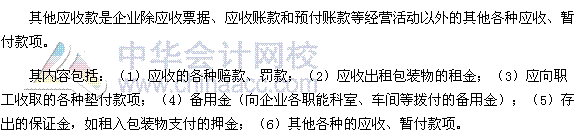 其他应收款是企业除应收票据、应收账款和预付账款等经营活动以外的其他各种应收、暂
付款项。
中华会计网校
www.chinaacc.com
其内容包括：（1）应收的各种赔款、罚款；（2）应收出租包装物的租金；（3）应向职
工收取的各种垫付款项；（4）备用金（向企业各职能科室、车间等拨付的备用金）；（5）存
出的保证金，如租入包装物支付的押金；（6）其他各种的应收、暂付款项。